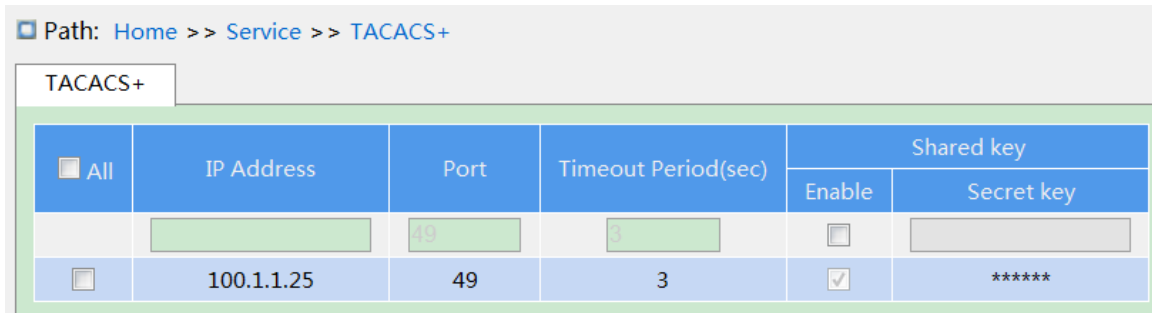 Path: Home >> Service >> TACACS+
TACACS+
All IP Address Port Timeout Period(sec) Shared key
Enable Secret key
49 3
100.1.1.25 49 3 ******